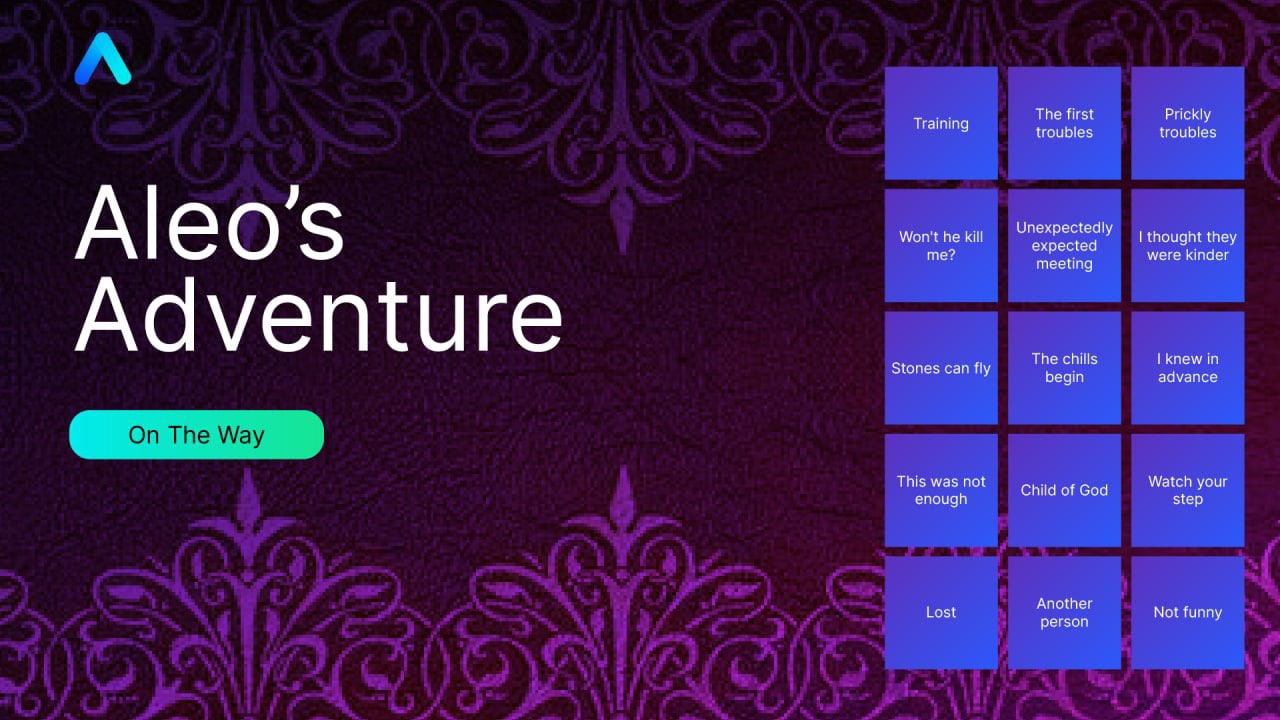 Aleo’s
Adventure
On The Way
Training
The first
troubles
Prickly
troubles
Won't he kill
me?
Unexpectedly
expected
meeting
I thought they
were kinder
Stones can fly
The chills
begin
I knew in
advance
This was not
enough
Child of God
Watch your
step
Lost
Another
person
Not funny